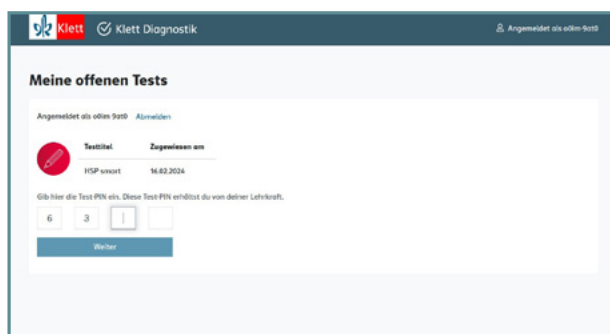 Klett Klett Diagnostik Angemeldet als o0im-9at0
Meine offenen Tests
Angemeldet als o0im 9at0 Abmelden
Testtitel Zugewiesen am
HSP smart 16.02.2024
Gib hier die Test-PIN ein. Diese Test-PIN erhältst du von deiner Lehrkraft.
6 3
Weiter